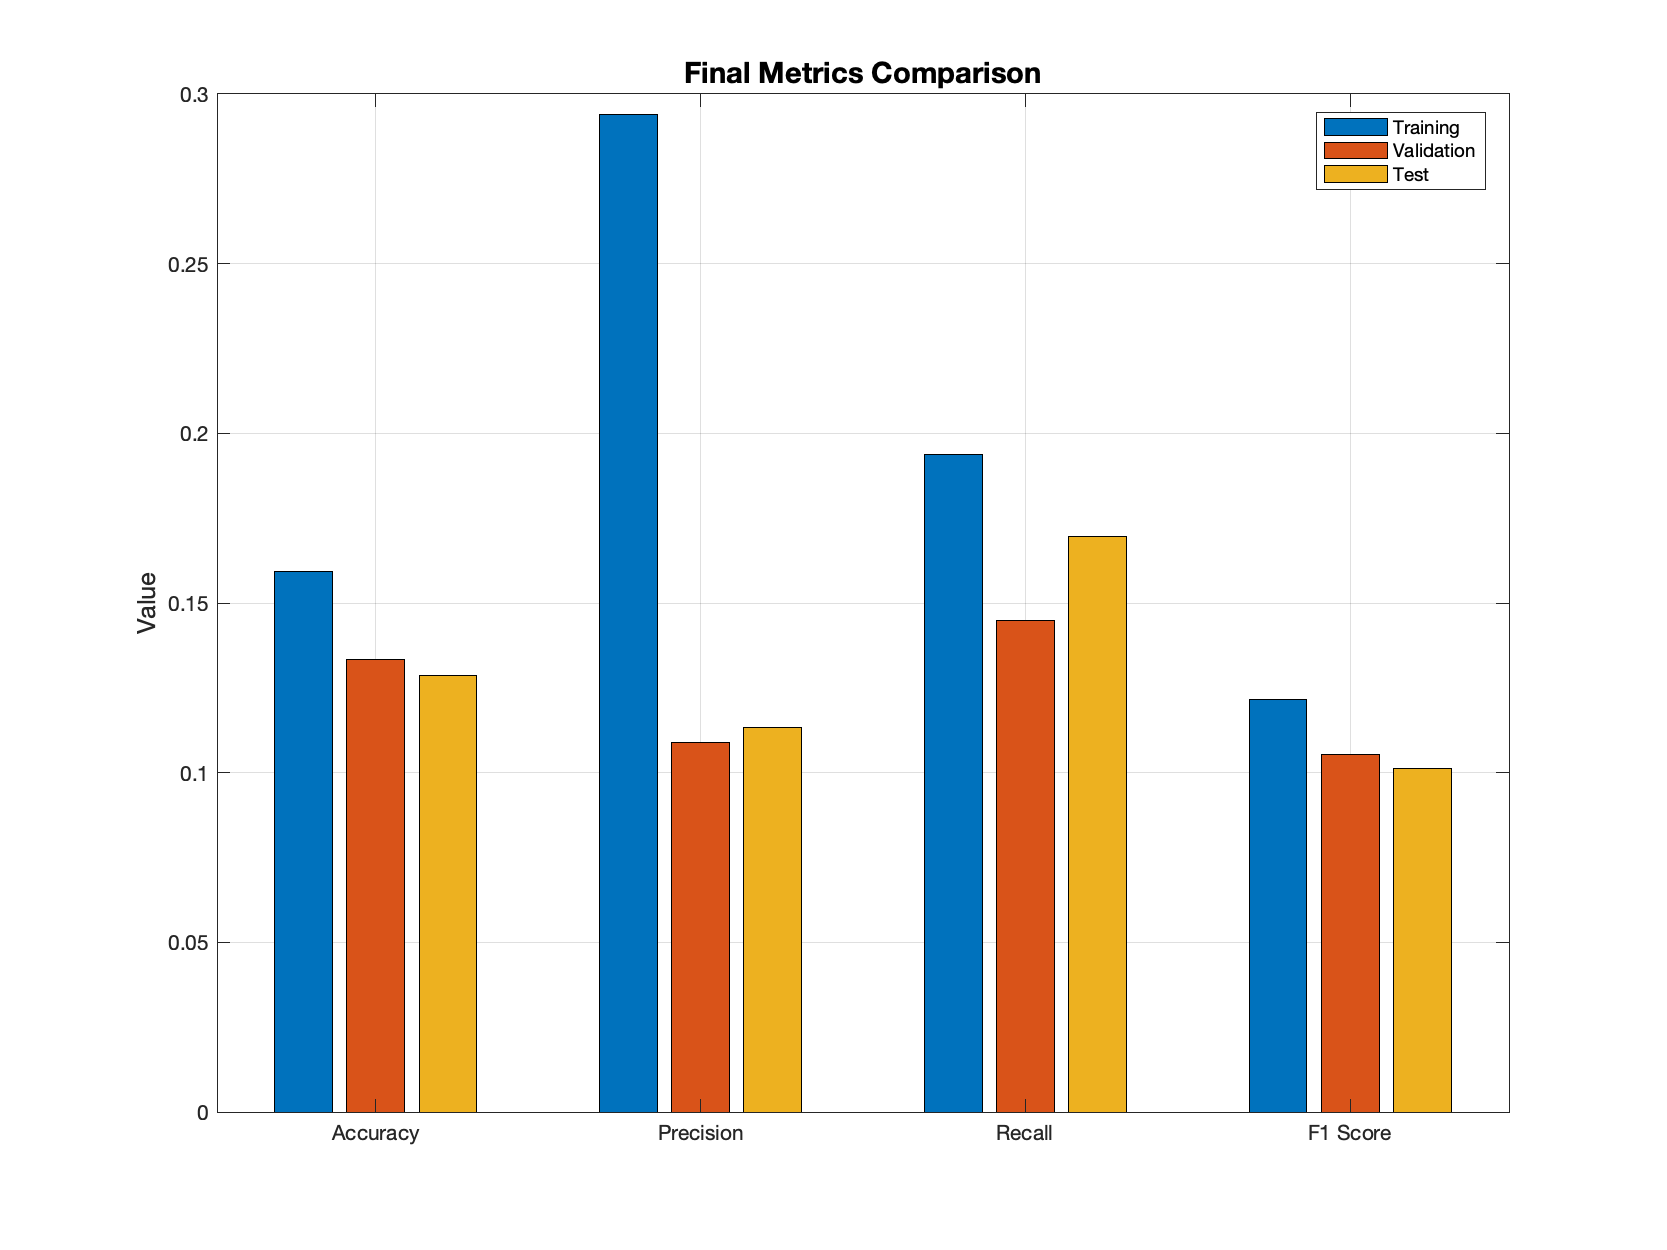 Final Metrics Comparison
Training
Validation
Test
Value
0.3
0.25
0.2
0.15
0.1
0.05
0
Accuracy
Precision
Recall
F1 Score